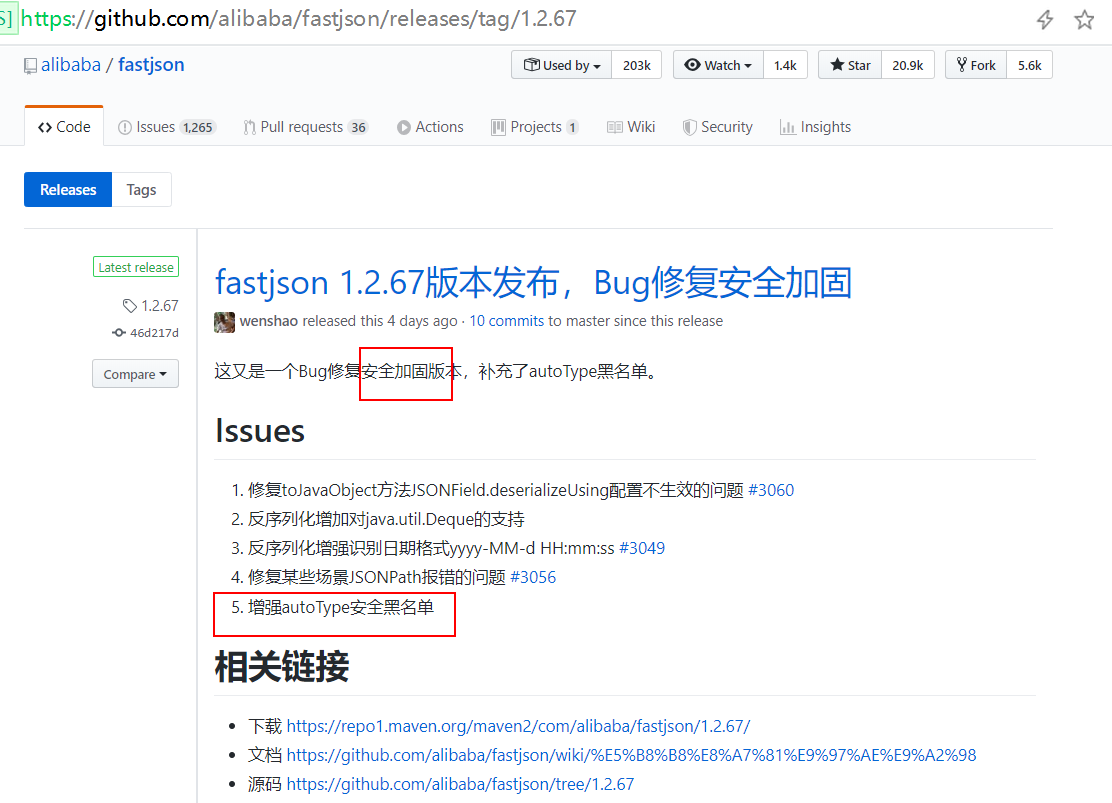 S] https://github.com/alibaba/fastjson/releases/tag/1.2.67
alibaba / fastjson Used by 203k Watch 1.4k Star 20.9k Fork 5.6k
Code Issues 1,265 Pull requests 36 Actions Projects 1 Wiki Security Insights
Releases Tags
Latest release
1.2.67
46d217d
Compare
fastjson 1.2.67版本发布，Bug修复安全加固
wenshao released this 4 days ago · 10 commits to master since this release
这又是一个Bug修复安全加固版本，补充了autoType黑名单。
Issues
1. 修复toJavaObject方法JSONField.deserializeUsing配置不生效的问题 #3060
2. 反序列化增加对java.util.Deque的支持
3. 反序列化增强识别日期格式yyyy-MM-d HH:mm:ss #3049
4. 修复某些场景JSONPath报错的问题 #3056
5. 增强autoType安全黑名单
相关链接
• 下载 https://repo1.maven.org/maven2/com/alibaba/fastjson/1.2.67/
• 文档 https://github.com/alibaba/fastjson/wiki/%E5%B8%B8%E8%A7%81%E9%97%AE%E9%A2%98
• 源码 https://github.com/alibaba/fastjson/tree/1.2.67